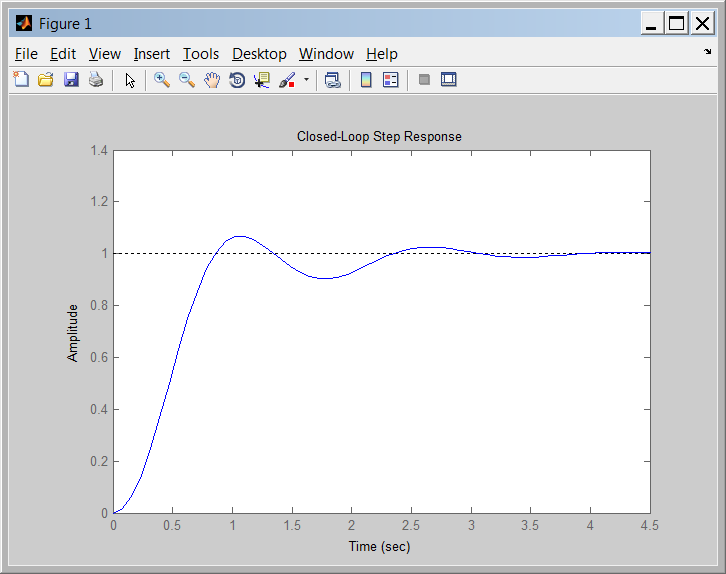 Figure 1
File Edit View Insert Tools Desktop Window Help
Closed-Loop Step Response
1.4
1.2
1
0.8
0.6
0.4
0.2
0
Amplitude
0 0.5 1 1.5 2 2.5 3 3.5 4 4.5
Time (sec)